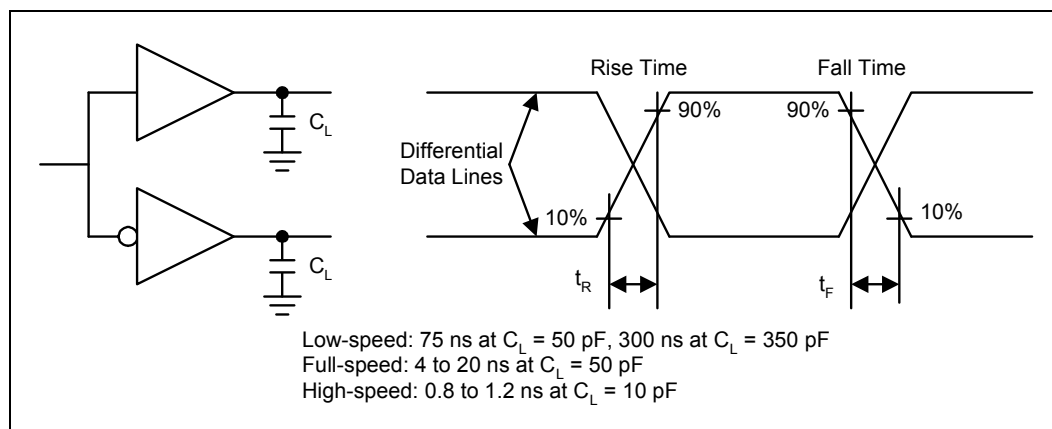 Rise Time
Fall Time
90%
90%
C_L
Differential
Data Lines
10%
10%
C_L
t_R
t_F
Low-speed: 75 ns at C_L = 50 pF, 300 ns at C_L = 350 pF
Full-speed: 4 to 20 ns at C_L = 50 pF
High-speed: 0.8 to 1.2 ns at C_L = 10 pF